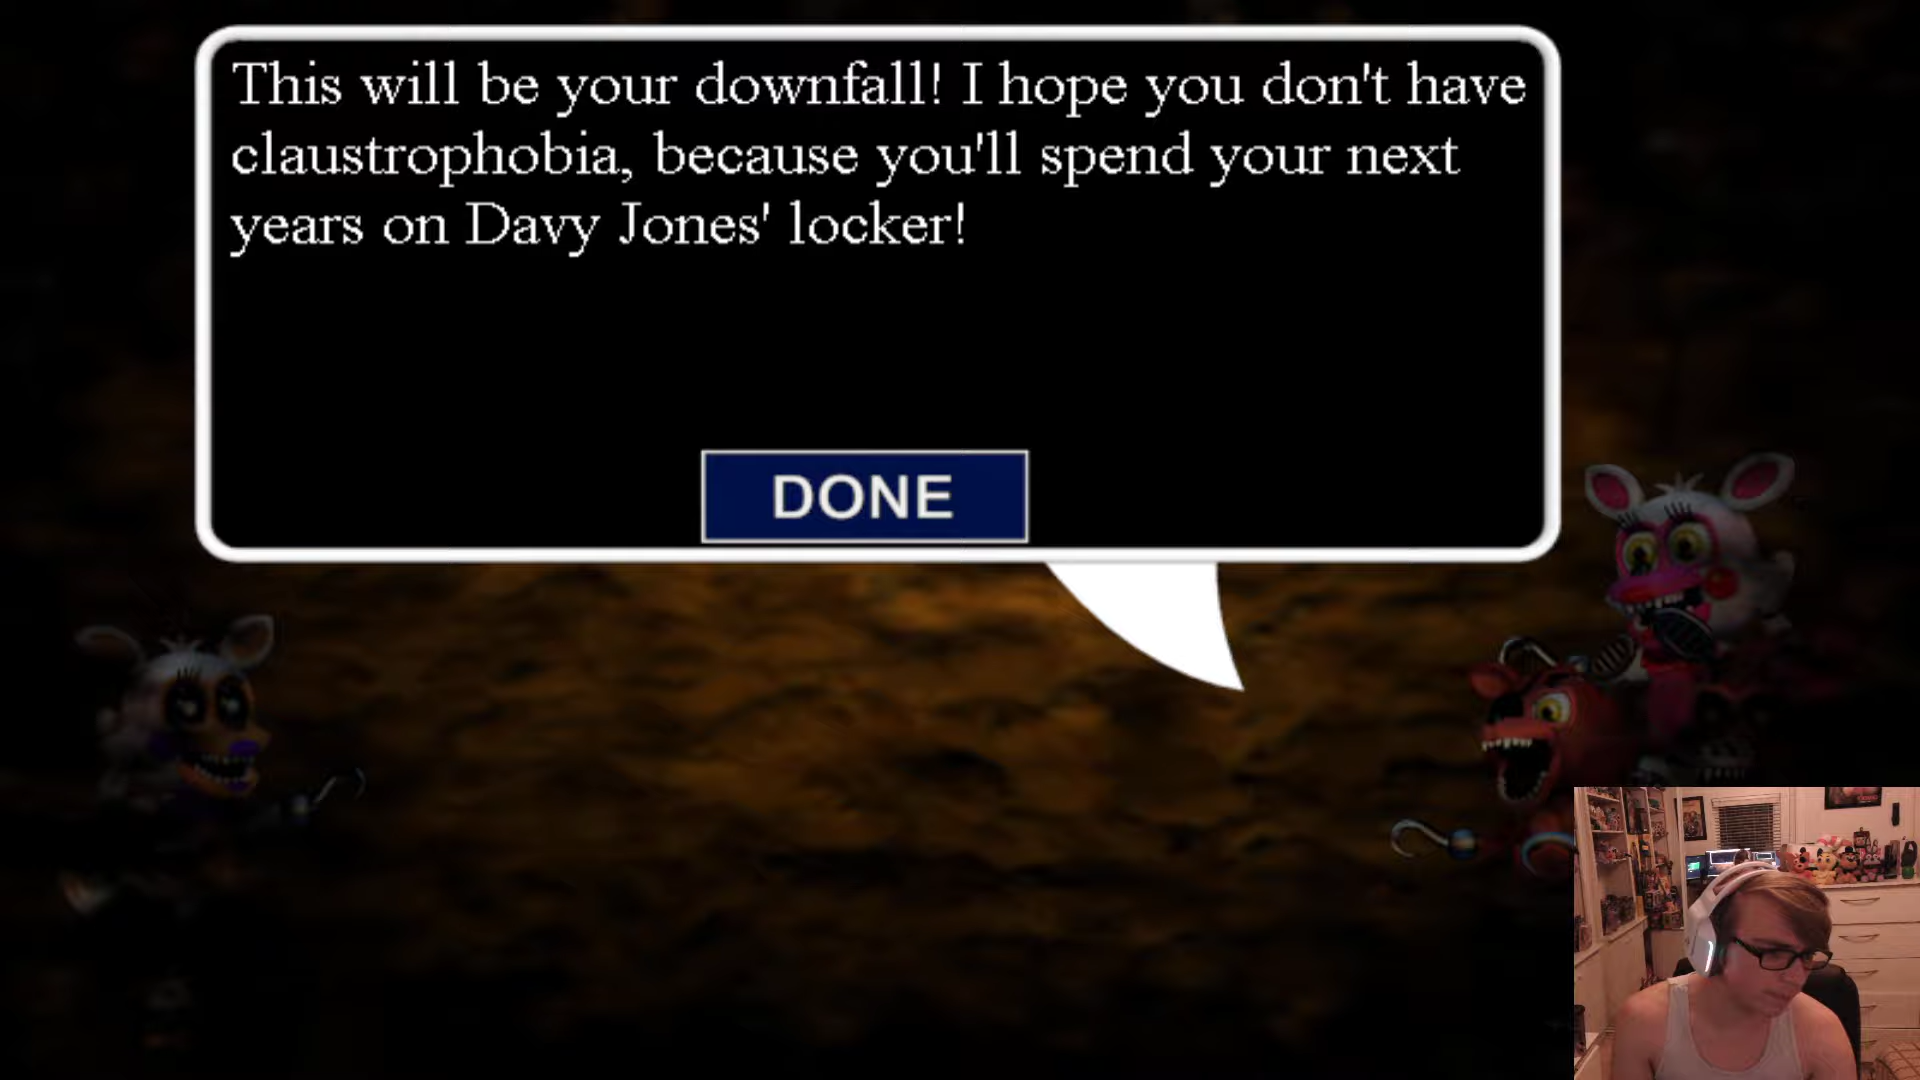 This will be your downfall! I hope you don't have
claustrophobia, because you'll spend your next
years on Davy Jones' locker!
DONE